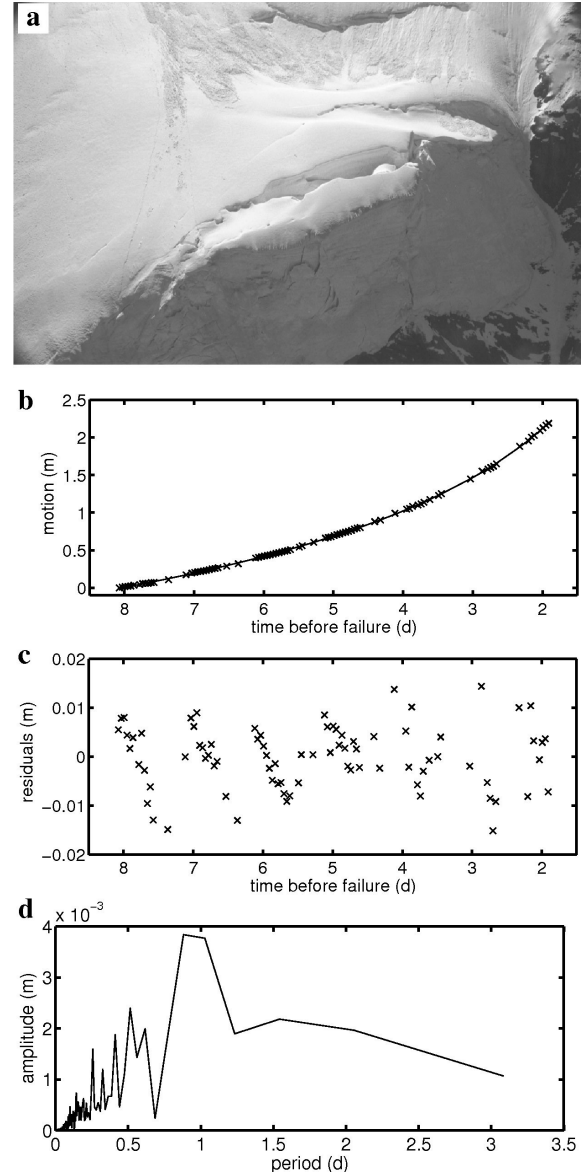 a
b
2.5
2
1.5
1
0.5
0
motion (m)
8 7 6 5 4 3 2
time before failure (d)
c
0.02
0.01
0
−0.01
−0.02
residuals (m)
8 7 6 5 4 3 2
time before failure (d)
d
x 10⁻³
4
3
2
1
0
amplitude (m)
0 0.5 1 1.5 2 2.5 3 3.5
period (d)